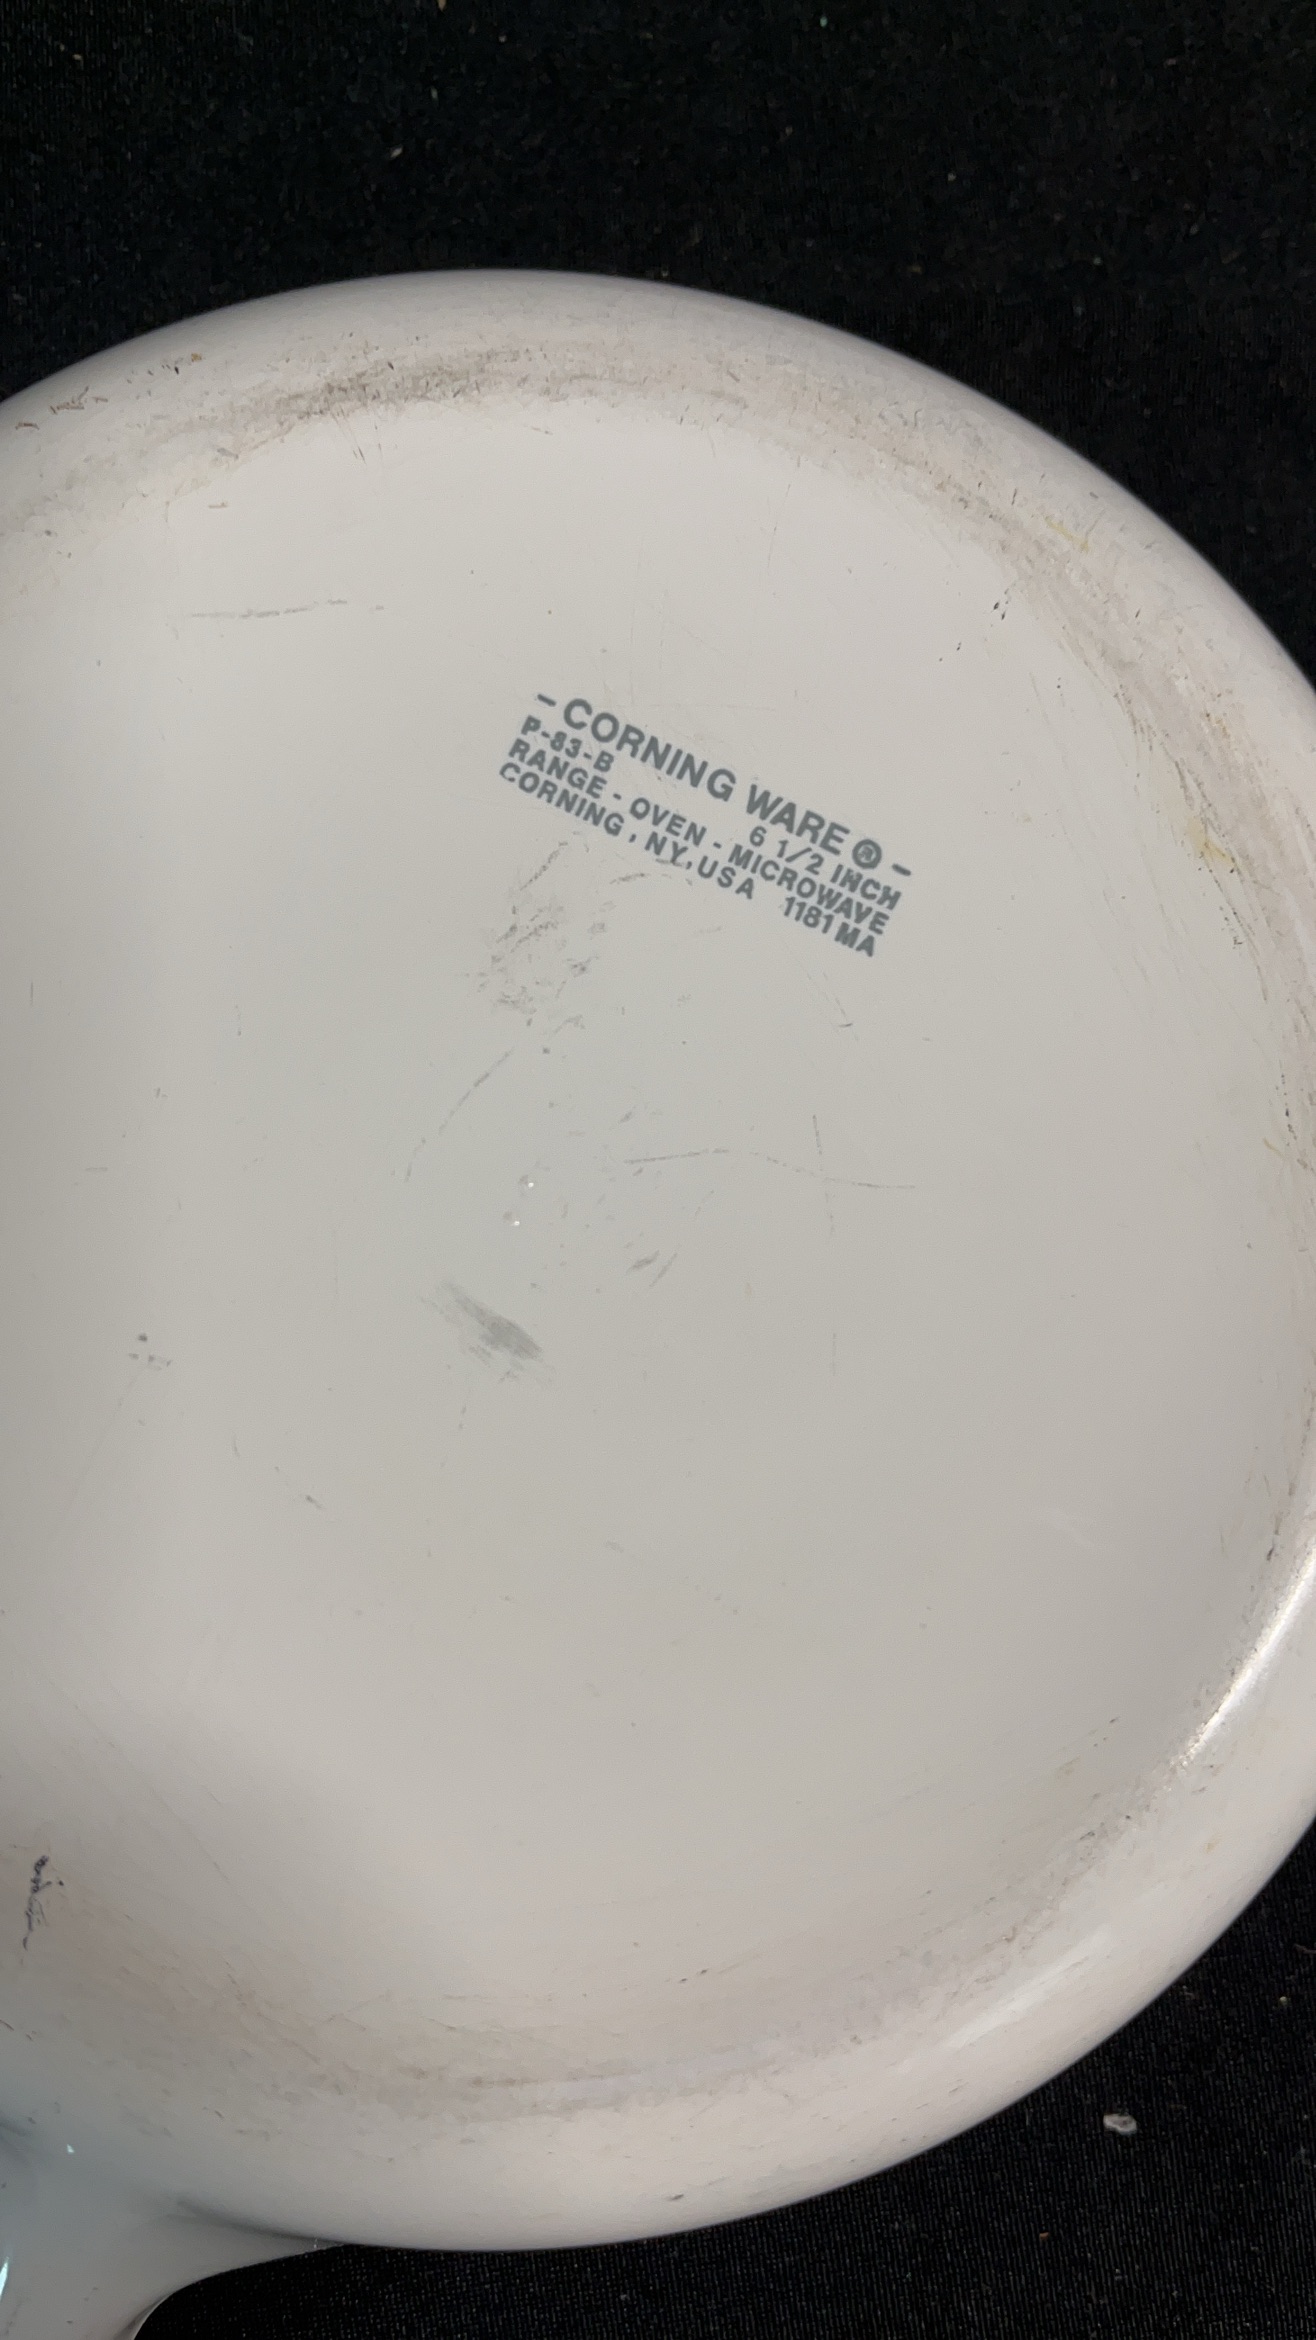 - CORNING WARE ® -
P-83-B 6 1/2 INCH
RANGE - OVEN - MICROWAVE
CORNING, NY, USA 1181 MA